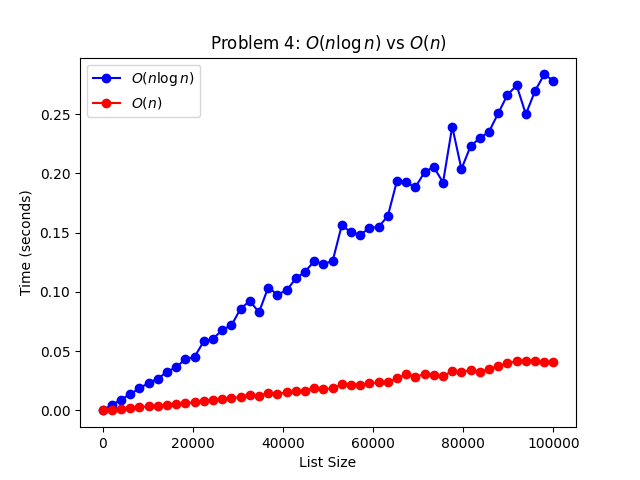 Problem 4: O(n log n) vs O(n)
O(n log n)
O(n)
Time (seconds)
0.25
0.20
0.15
0.10
0.05
0.00
0 20000 40000 60000 80000 100000
List Size